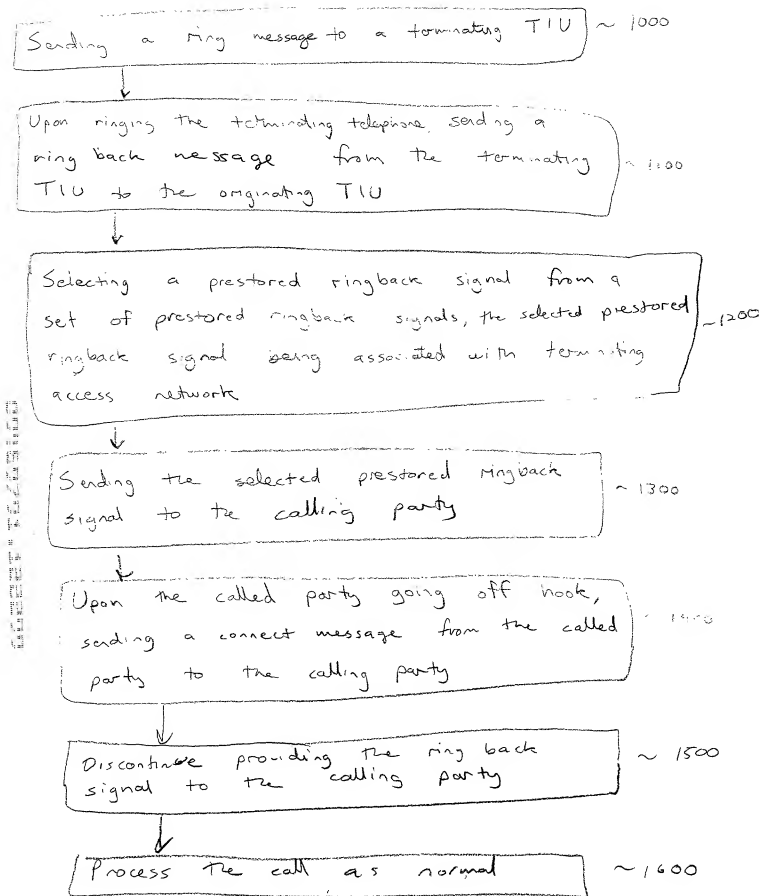 Sending a ring message to a terminating TIU ~ 1000
Upon ringing the terminating telephone, sending a
ring back message from the terminating ~ 1100
TIU to the originating TIU
Selecting a prestored ringback signal from a
set of prestored ringback signals, the selected prestored ~1200
ringback signal being associated with terminating
access network
Sending the selected prestored ringback ~ 1300
signal to the calling party
Upon the called party going off hook,
sending a connect message from the called ~ 1400
party to the calling party
Discontinue providing the ring back ~ 1500
signal to the calling party
Process the call as normal ~1600